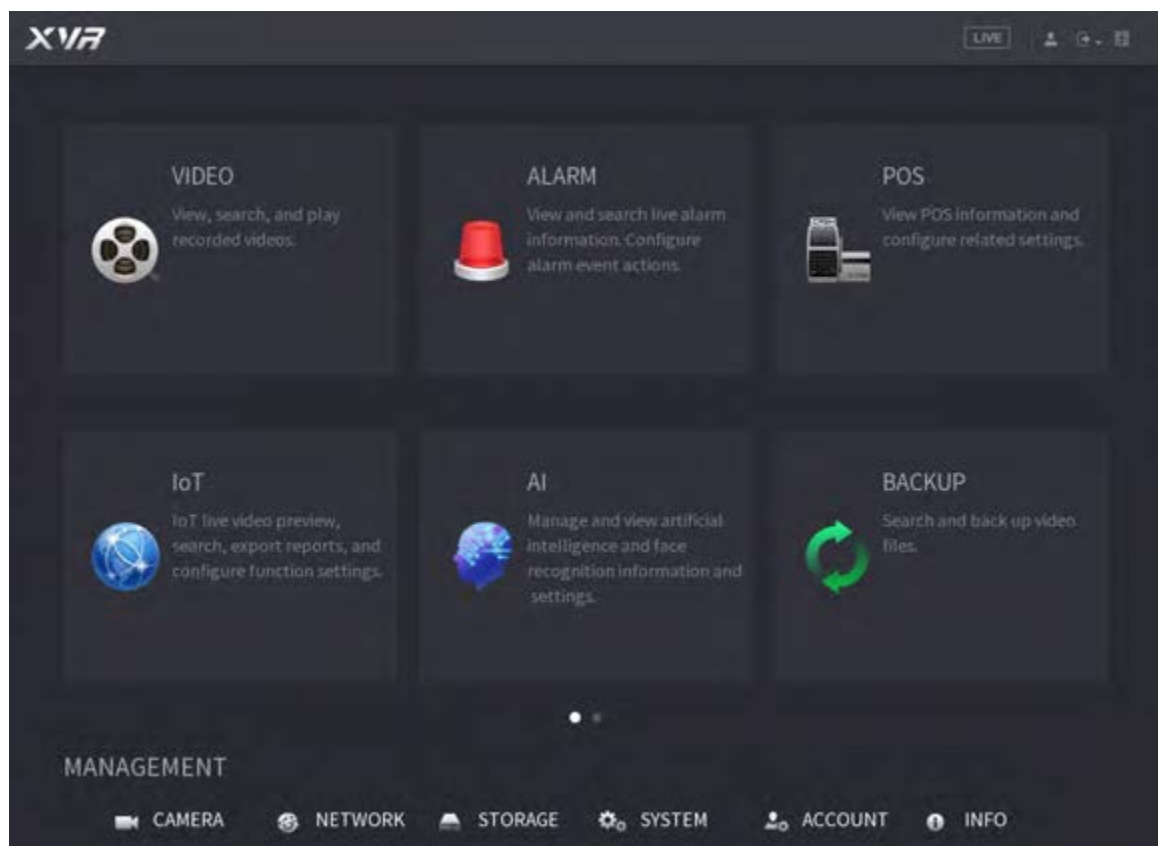 XVR
LIVE
VIDEO
View, search, and play
recorded videos.
ALARM
View and search live alarm
information. Configure
alarm event actions.
POS
View POS information and
configure related settings.
IoT
IoT live video preview,
search, export reports, and
configure function settings.
AI
Manage and view artificial
intelligence and face
recognition information and
settings.
BACKUP
Search and back up video
files.
MANAGEMENT
CAMERA NETWORK STORAGE SYSTEM ACCOUNT INFO